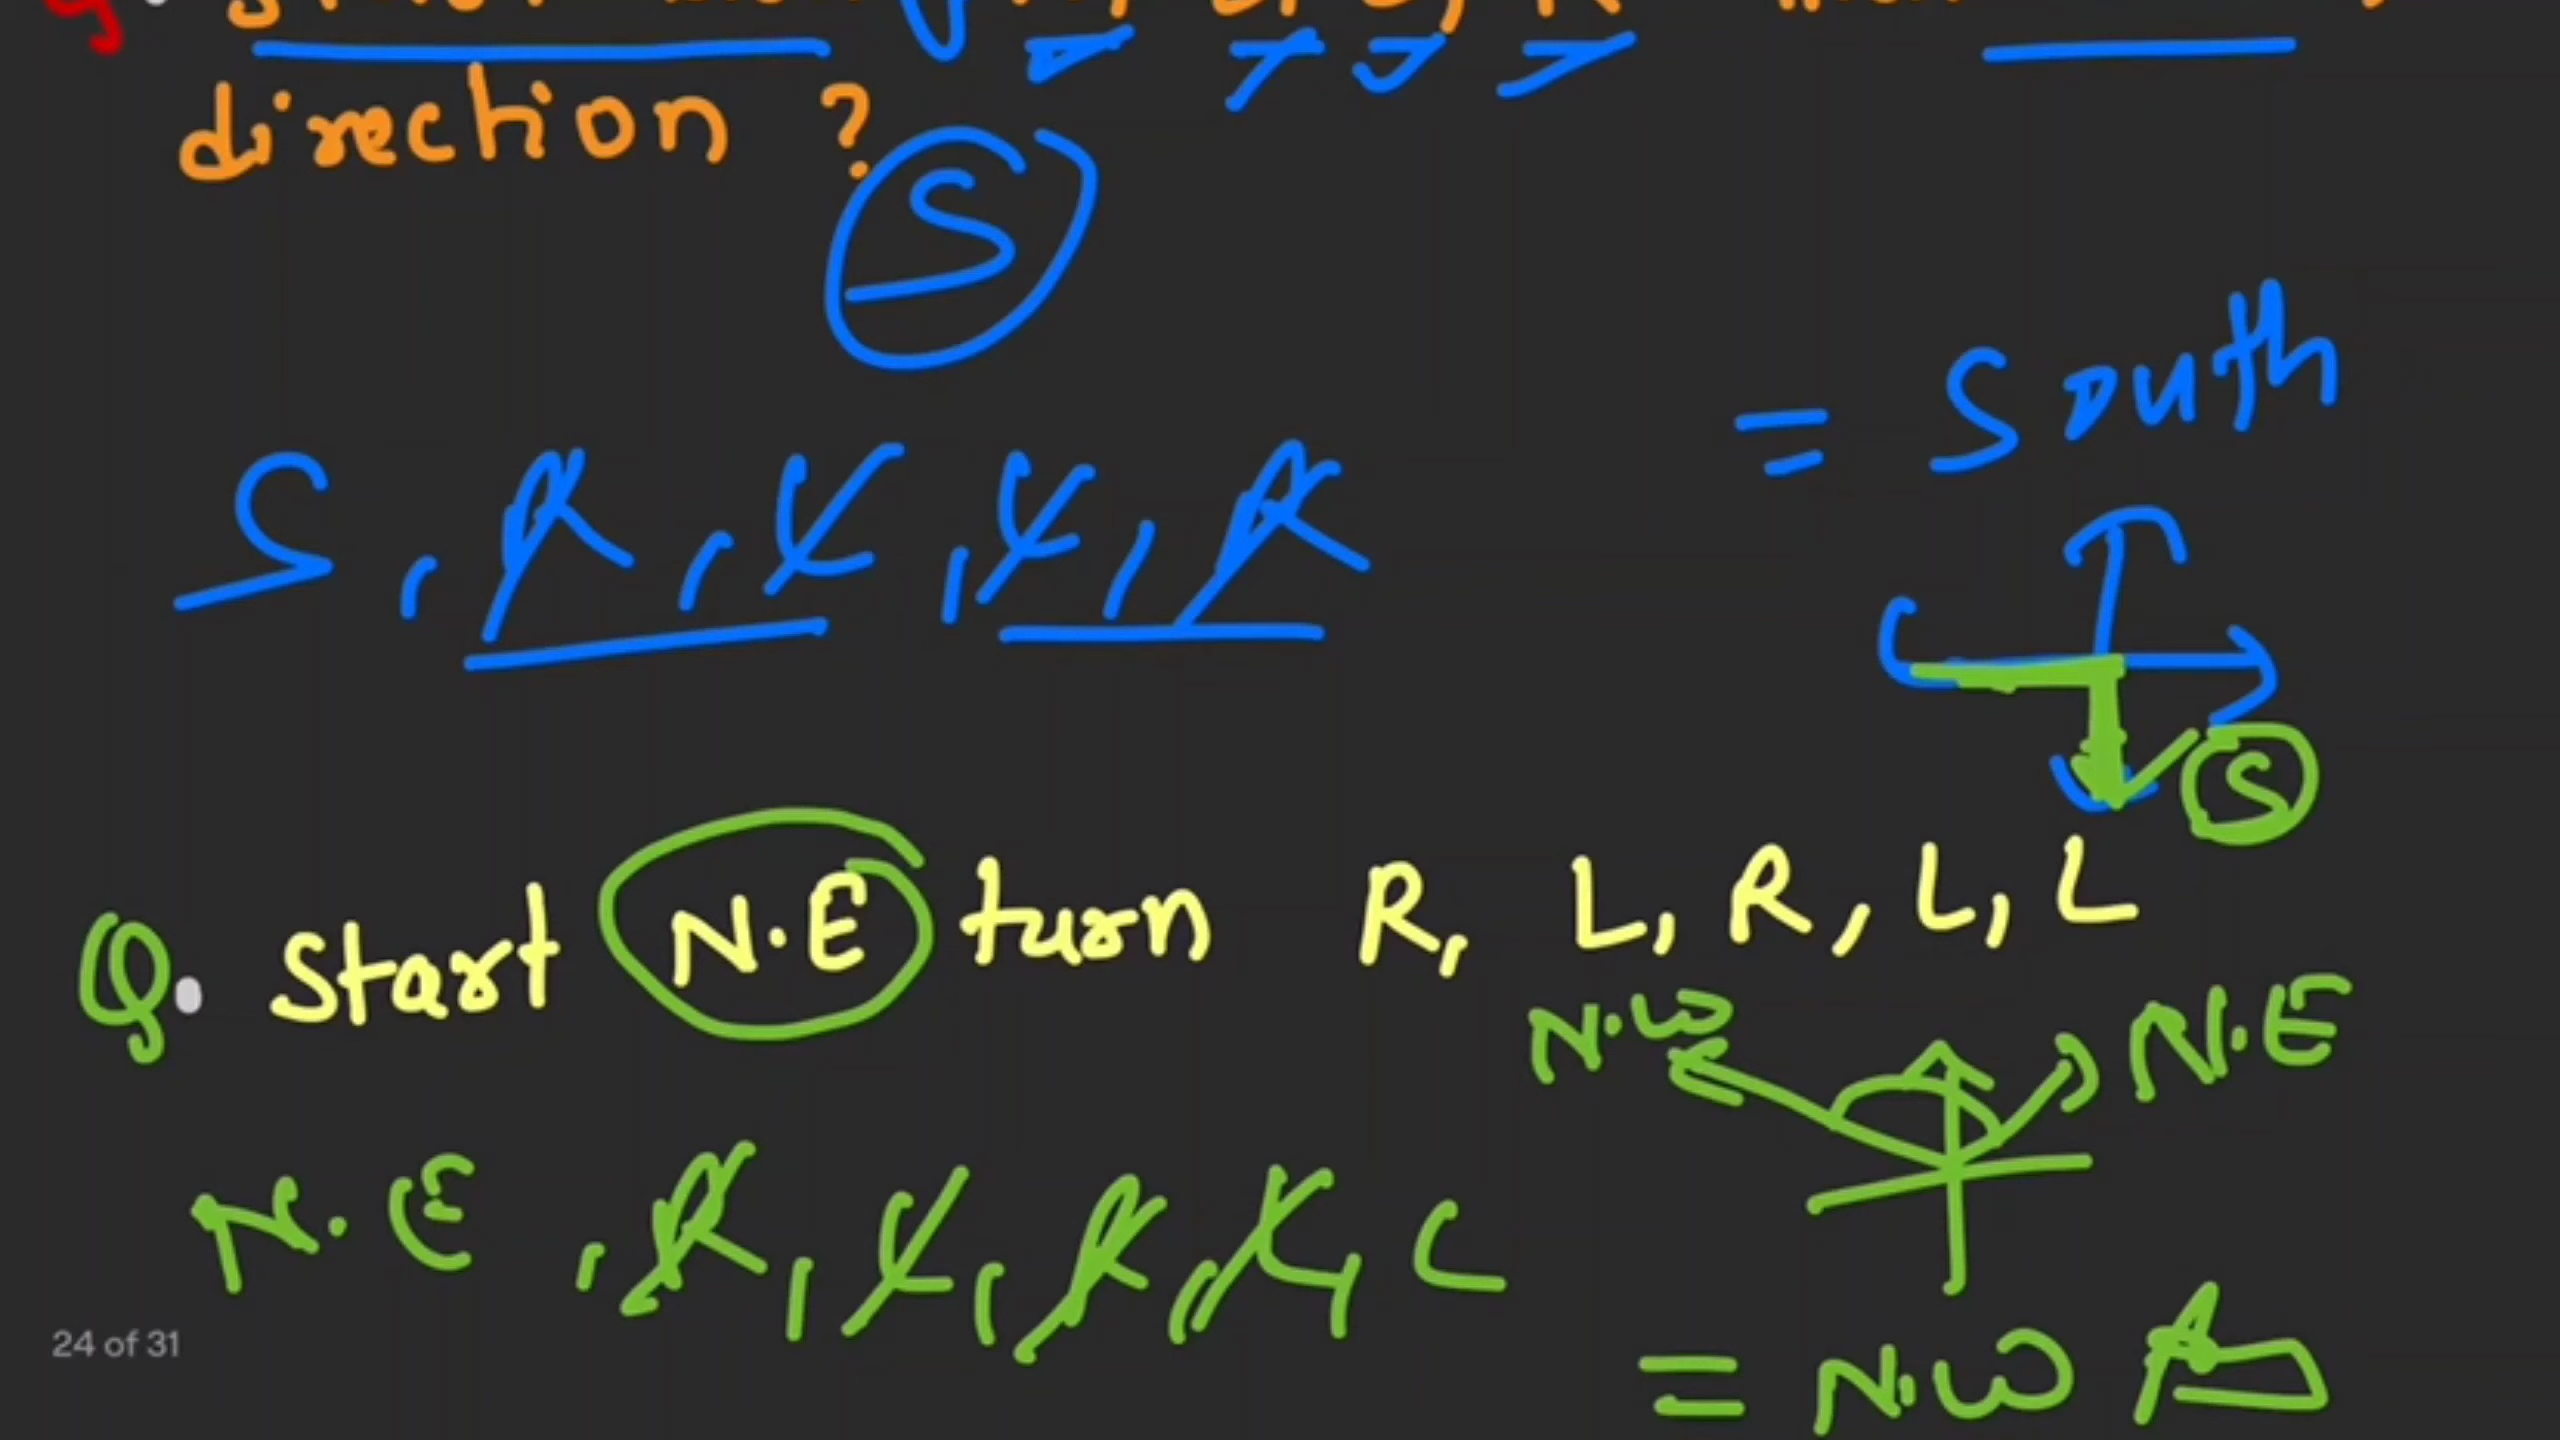 direction ?
S
= South
S, R, L, L, R
S
Q. Start N.E turn R, L, R, L, L
N.W
N.E
N.E, R, L, R, L, L
= N.W
24 of 31